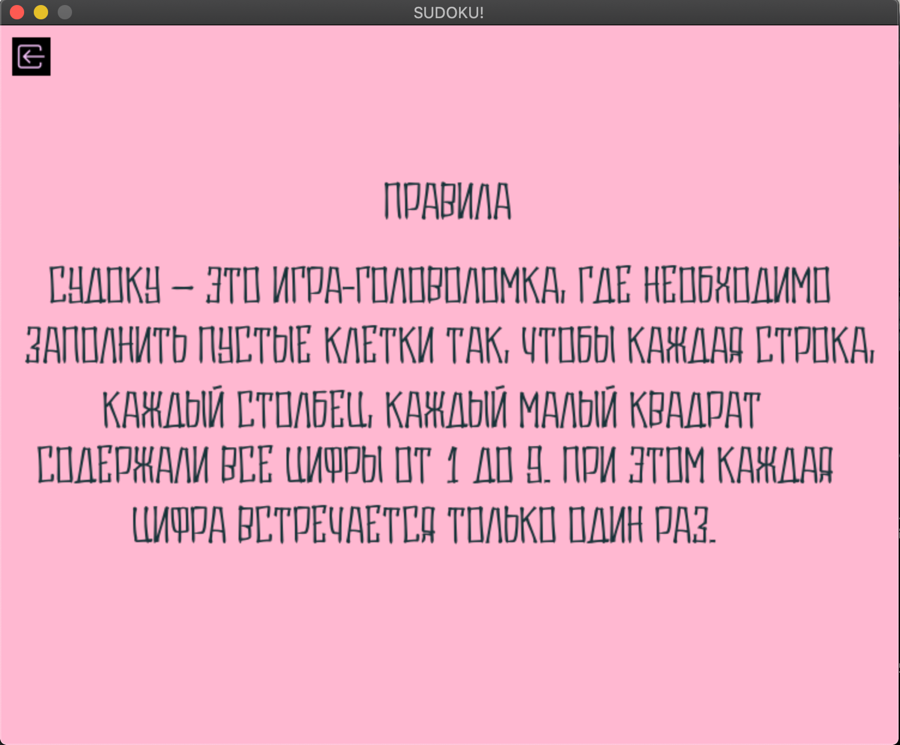 SUDOKU!
ПРАВИЛА
СУДОКУ – ЭТО ИГРА-ГОЛОВОЛОМКА, ГДЕ НЕОБХОДИМО
ЗАПОЛНИТЬ ПУСТЫЕ КЛЕТКИ ТАК, ЧТОБЫ КАЖДАЯ СТРОКА,
КАЖДЫЙ СТОЛБЕЦ, КАЖДЫЙ МАЛЫЙ КВАДРАТ
СОДЕРЖАЛИ ВСЕ ЦИФРЫ ОТ 1 ДО 9. ПРИ ЭТОМ КАЖДАЯ
ЦИФРА ВСТРЕЧАЕТСЯ ТОЛЬКО ОДИН РАЗ.